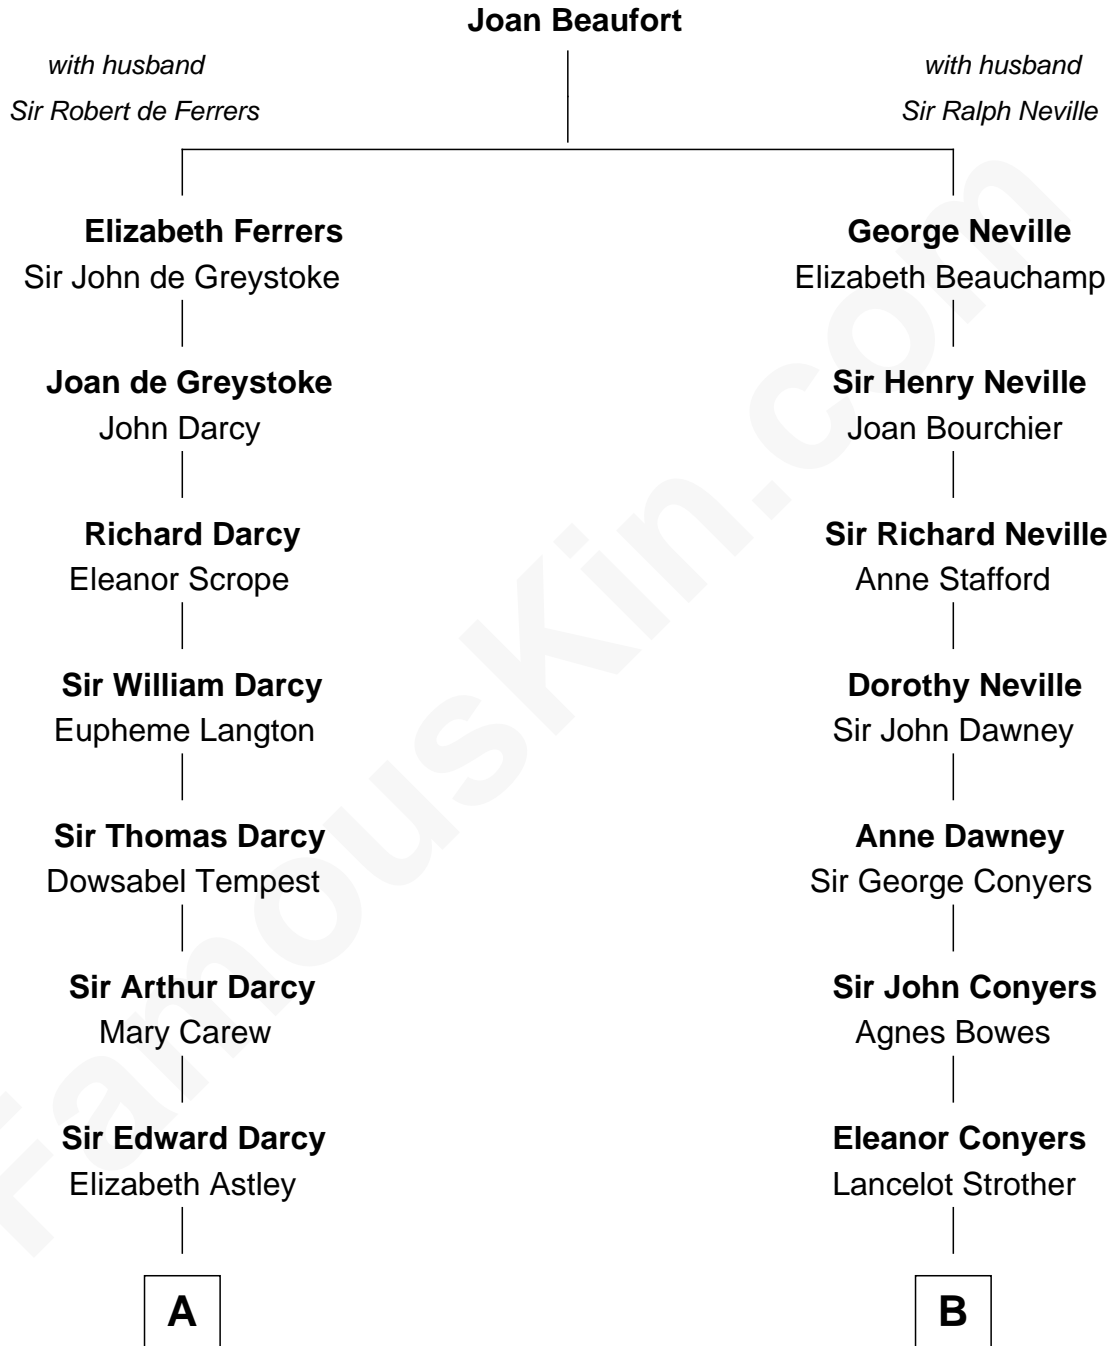 Joan Beaufort
with husband
Sir Robert de Ferrers
with husband
Sir Ralph Neville
Elizabeth Ferrers
Sir John de Greystoke
George Neville
Elizabeth Beauchamp
Joan de Greystoke
John Darcy
Sir Henry Neville
Joan Bourchier
Richard Darcy
Eleanor Scrope
Sir Richard Neville
Anne Stafford
Sir William Darcy
Eupheme Langton
Dorothy Neville
Sir John Dawney
Sir Thomas Darcy
Dowsabel Tempest
Anne Dawney
Sir George Conyers
Sir Arthur Darcy
Mary Carew
Sir John Conyers
Agnes Bowes
Sir Edward Darcy
Elizabeth Astley
Eleanor Conyers
Lancelot Strother
A
B
FamousKin.com